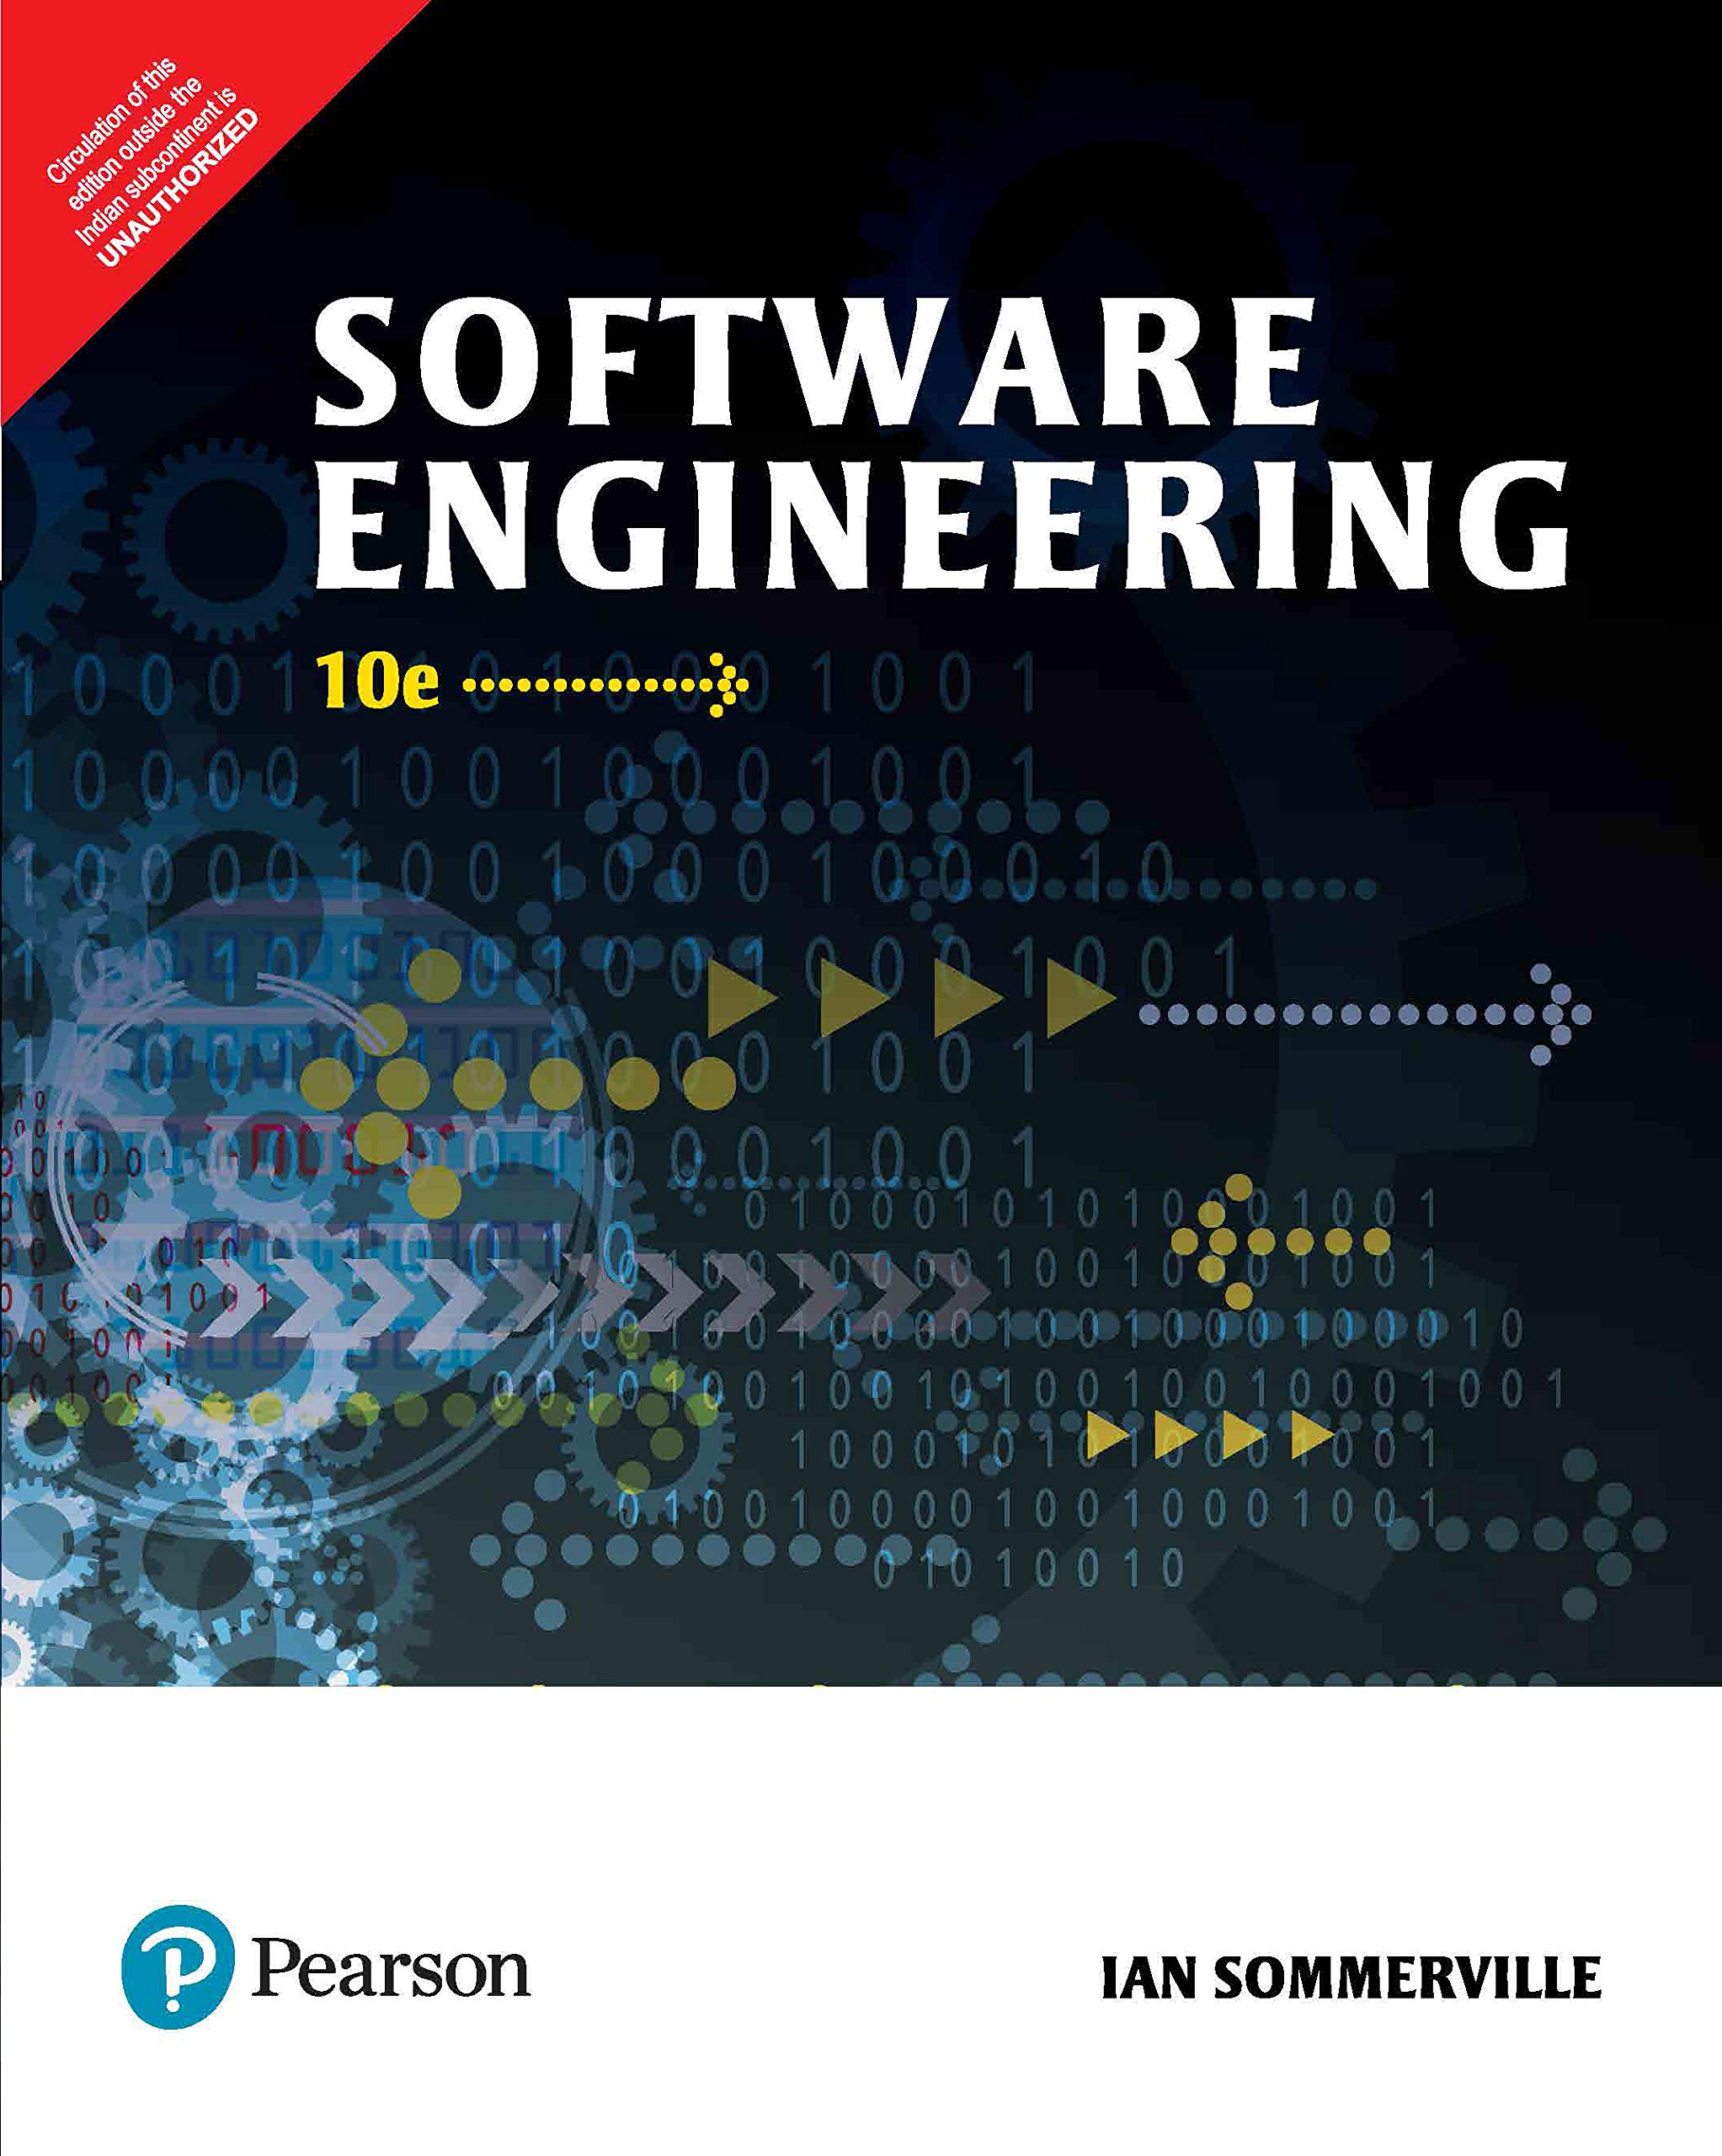 Circulation of this
edition outside the
Indian subcontinent is
UNAUTHORIZED
SOFTWARE
ENGINEERING
10e
Pearson
IAN SOMMERVILLE